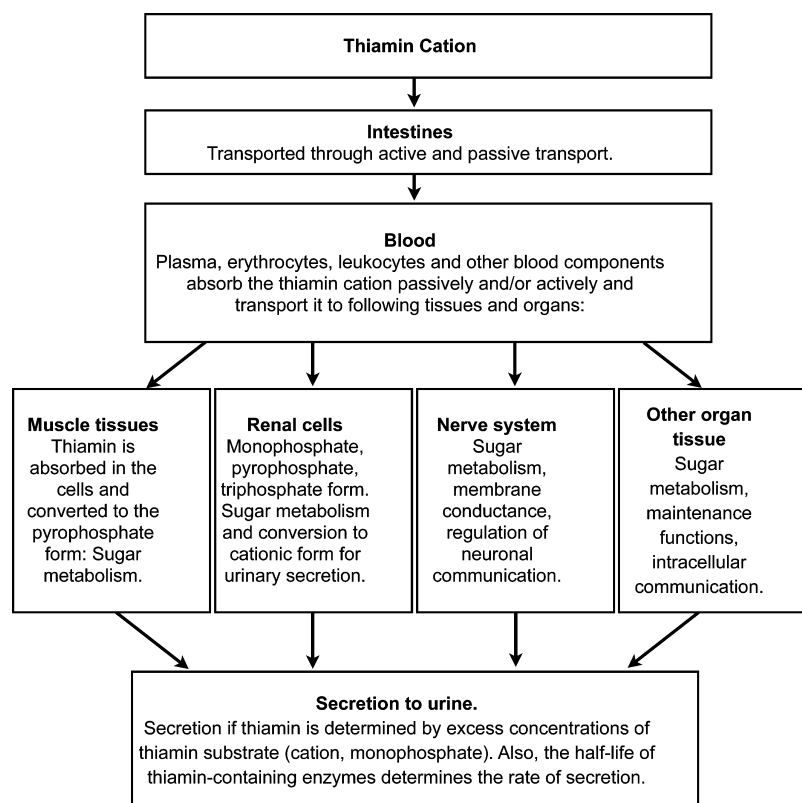 Thiamin Cation
Intestines
Transported through active and passive transport.
Blood
Plasma, erythrocytes, leukocytes and other blood components
absorb the thiamin cation passively and/or actively and
transport it to following tissues and organs:
Muscle tissues
Thiamin is
absorbed in the
cells and
converted to the
pyrophosphate
form: Sugar
metabolism.
Renal cells
Monophosphate,
pyrophosphate,
triphosphate form.
Sugar metabolism
and conversion to
cationic form for
urinary secretion.
Nerve system
Sugar
metabolism,
membrane
conductance,
regulation of
neuronal
communication.
Other organ
tissue
Sugar
metabolism,
maintenance
functions,
intracellular
communication.
Secretion to urine.
Secretion if thiamin is determined by excess concentrations of
thiamin substrate (cation, monophosphate). Also, the half-life of
thiamin-containing enzymes determines the rate of secretion.